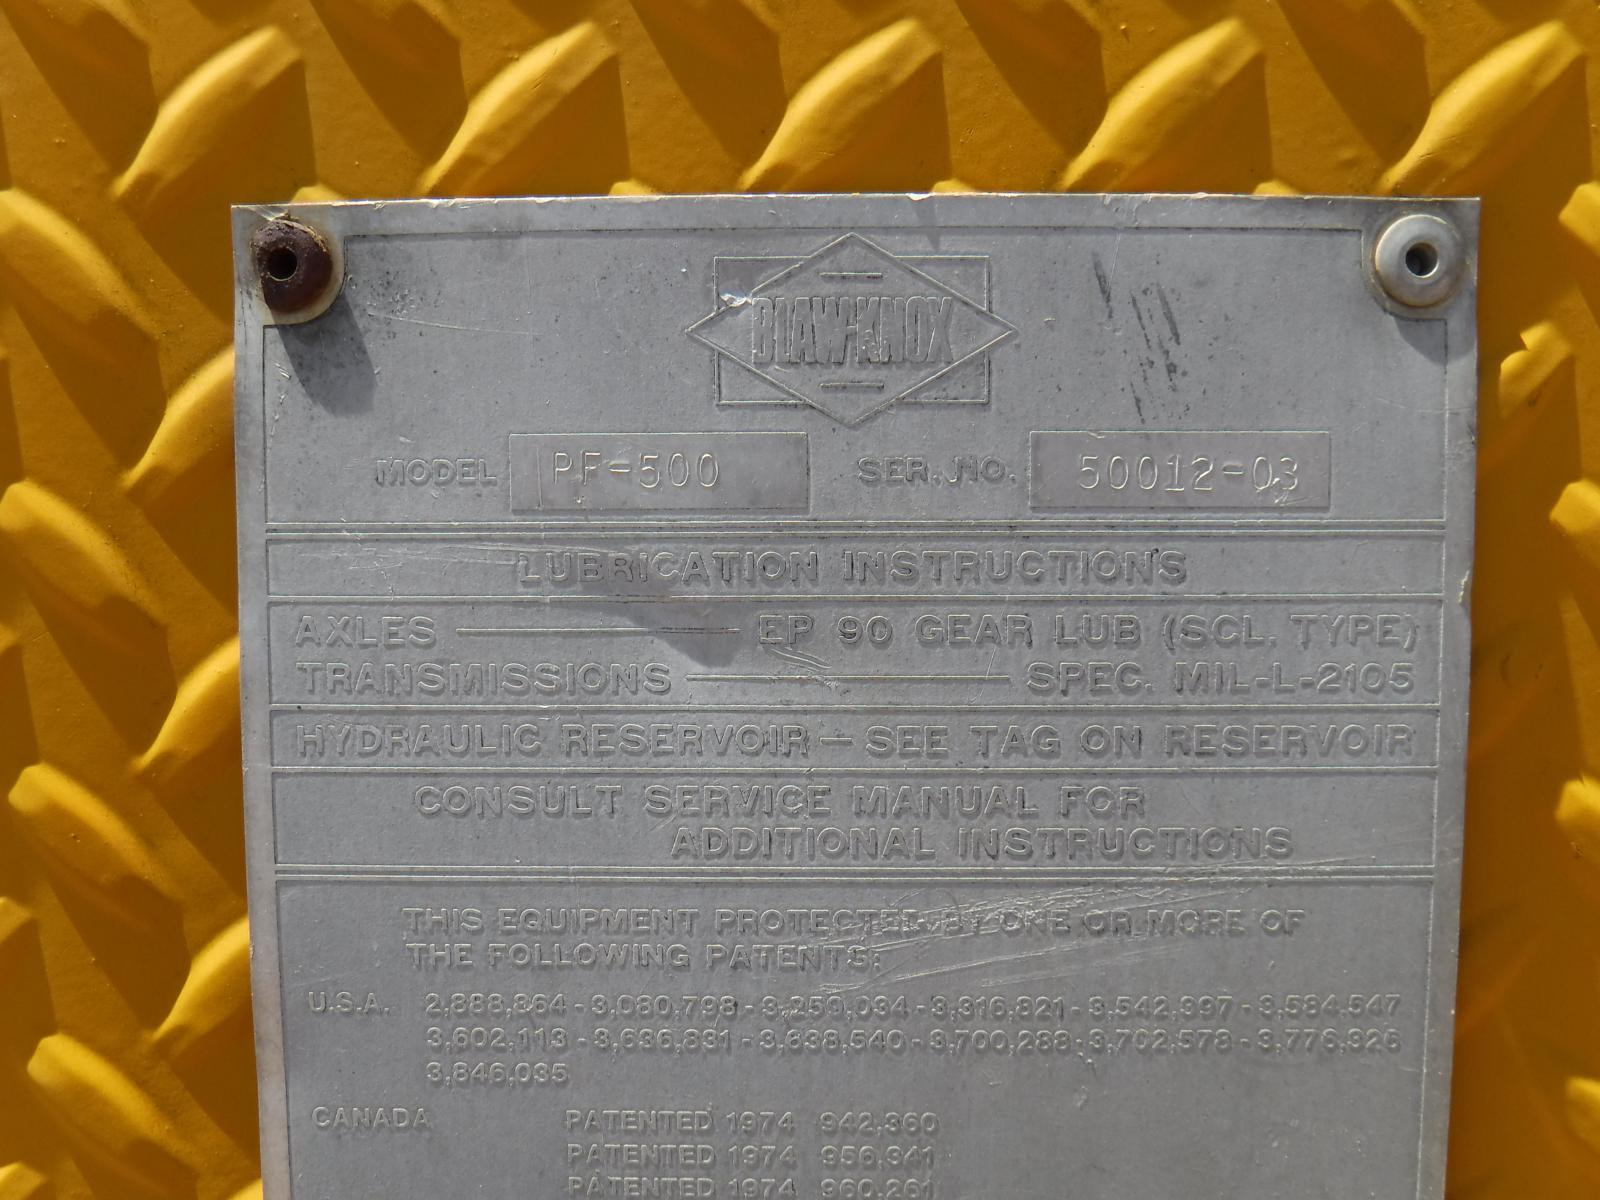 BLAW-KNOX
MODEL PF-500 SER. NO. 50012-03
LUBRICATION INSTRUCTIONS
AXLES ——— EP 90 GEAR LUB (SCL. TYPE)
TRANSMISSIONS ——— SPEC. MIL-L-2105
HYDRAULIC RESERVOIR — SEE TAG ON RESERVOIR
CONSULT SERVICE MANUAL FOR
ADDITIONAL INSTRUCTIONS
THIS EQUIPMENT PROTECTED BY ONE OR MORE OF
THE FOLLOWING PATENTS:
U.S.A. 2,888,864 - 3,080,798 - 3,259,034 - 3,316,821 - 3,542,397 - 3,584,547
3,602,113 - 3,636,831 - 3,638,540 - 3,700,288 - 3,702,578 - 3,776,326
3,846,035
CANADA PATENTED 1974 942,360
PATENTED 1974 956,341
PATENTED 1974 960,261